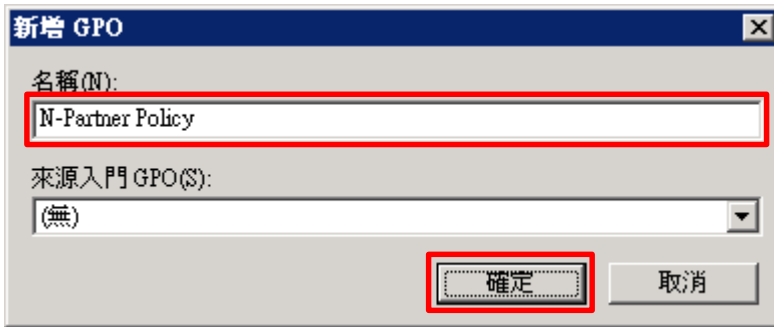 新增 GPO
名稱(N):
N-Partner Policy
來源入門 GPO(S):
(無)
確定 取消